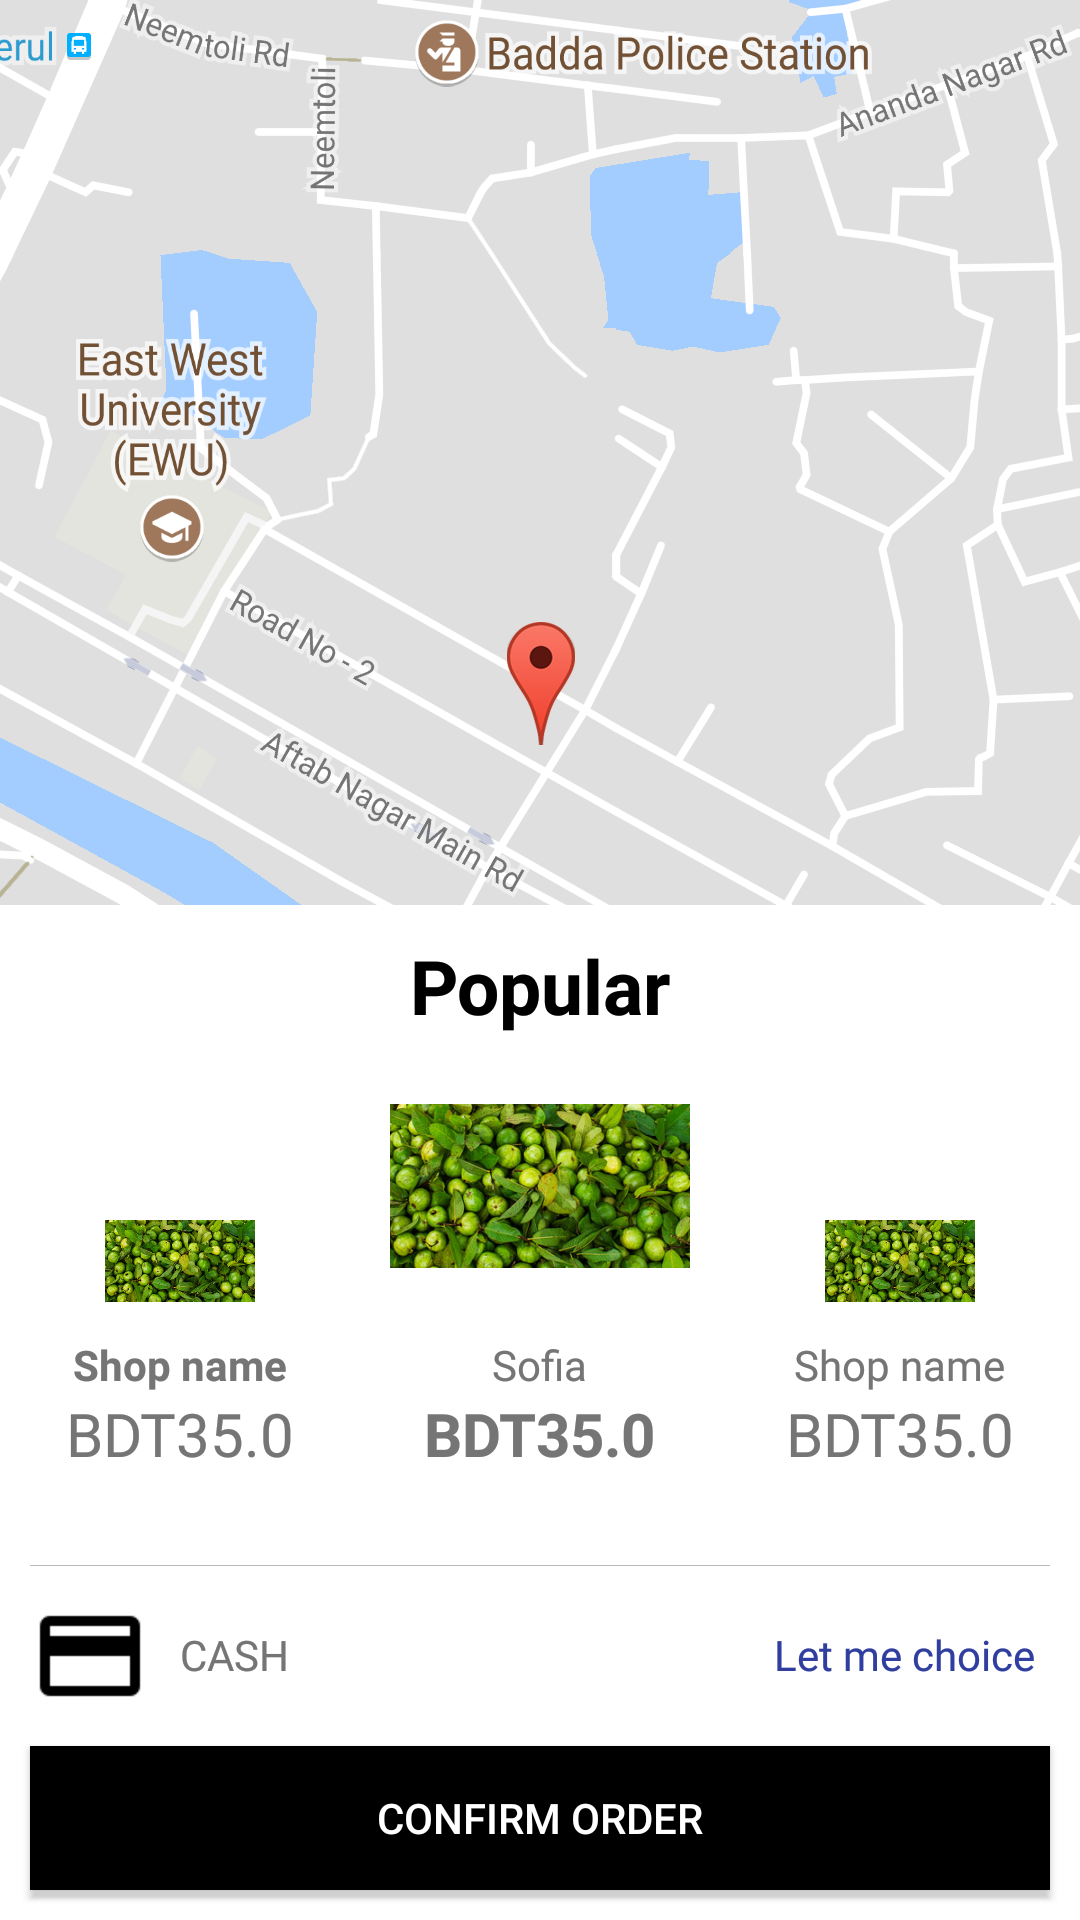 erul
Neemtoli Rd
Badda Police Station
Ananda Nagar Rd
Neemtoli
East West
University
(EWU)
Road No - 2
Aftab Nagar Main Rd
Popular
Shop name
Sofia
Shop name
BDT35.0
BDT35.0
BDT35.0
CASH
Let me choice
CONFIRM ORDER